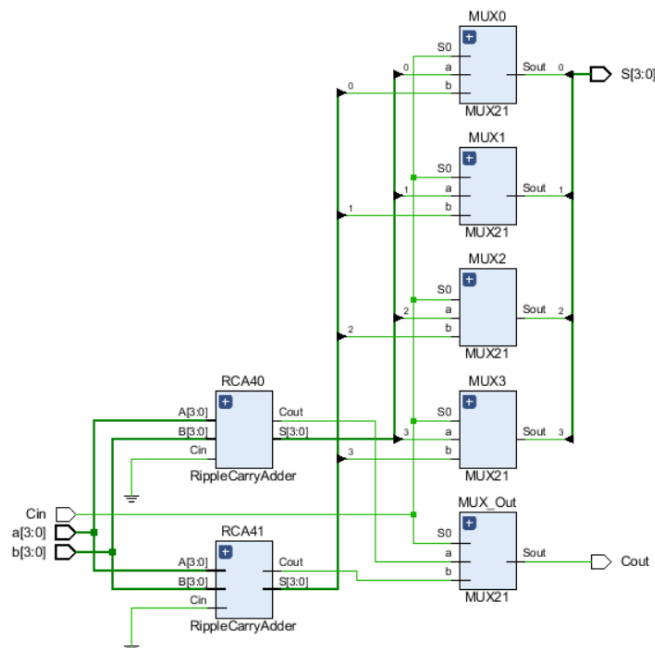 MUX0
S0
a
b
0
0
Sout
0
S[3:0]
MUX21
MUX1
S0
a
b
1
1
Sout
1
MUX21
MUX2
S0
a
b
2
2
Sout
2
MUX21
MUX3
S0
a
b
3
3
Sout
3
MUX21
RCA40
A[3:0]
B[3:0]
Cin
Cout
S[3:0]
RippleCarryAdder
Cin
a[3:0]
b[3:0]
RCA41
A[3:0]
B[3:0]
Cin
Cout
S[3:0]
RippleCarryAdder
MUX_Out
S0
a
b
Sout
Cout
MUX21